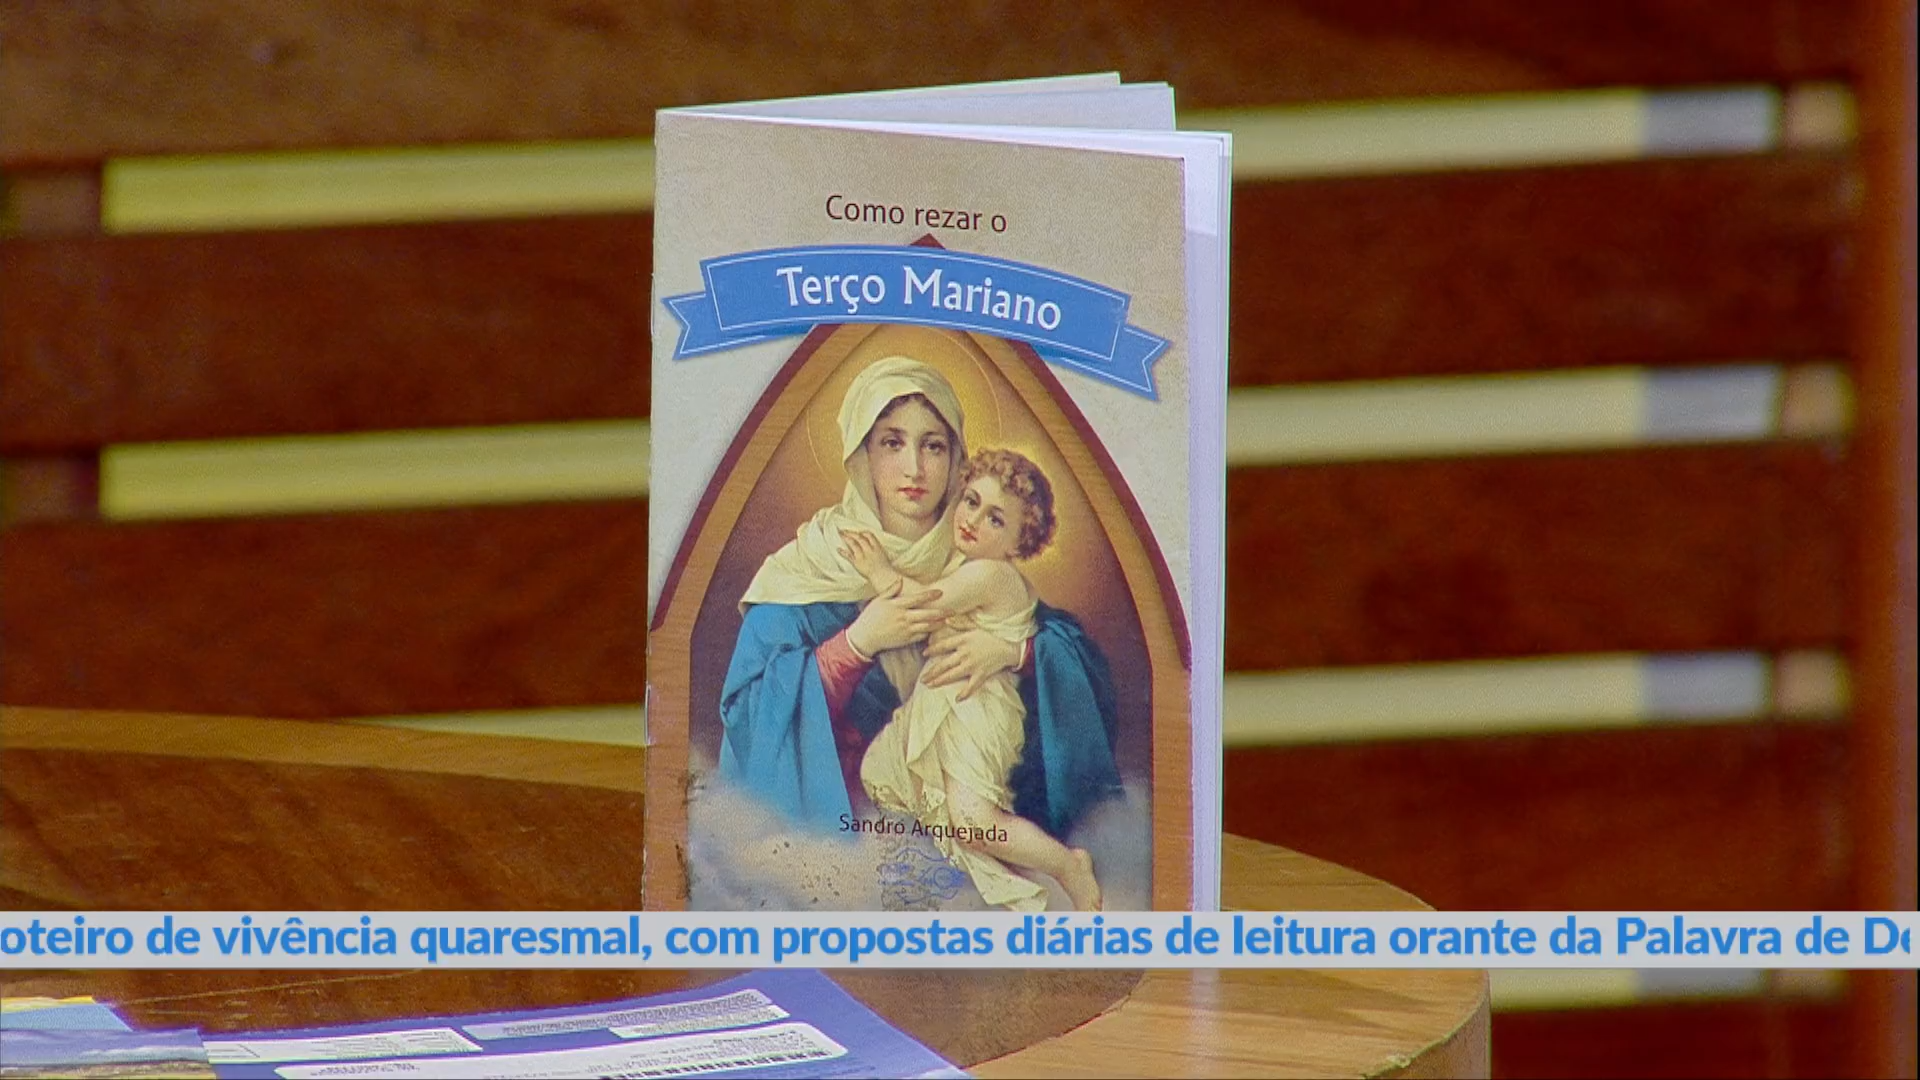 Como rezar o
Terço Mariano
Sandro Arquejada
oteiro de vivência quaresmal, com propostas diárias de leitura orante da Palavra de De